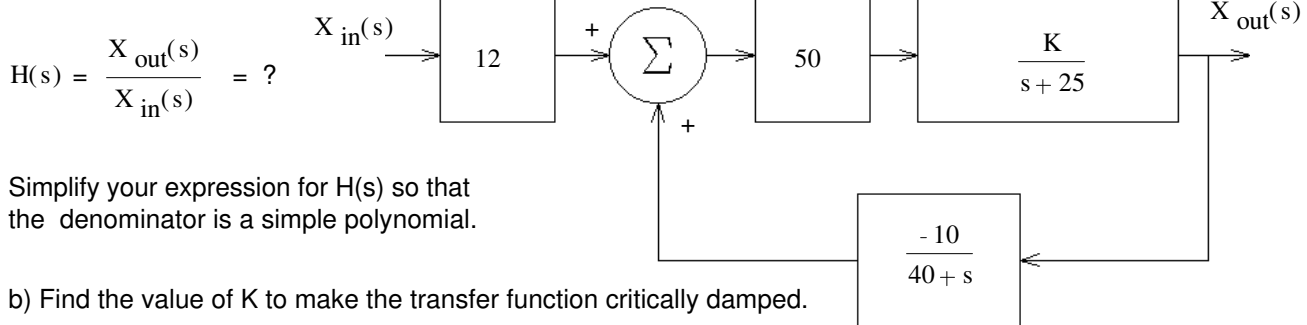 H(s) = X out(s) / X in(s) = ?
X in(s)
12
+
Σ
+
50
K / s + 25
X out(s)
Simplify your expression for H(s) so that
the denominator is a simple polynomial.
- 10 / 40 + s
b) Find the value of K to make the transfer function critically damped.